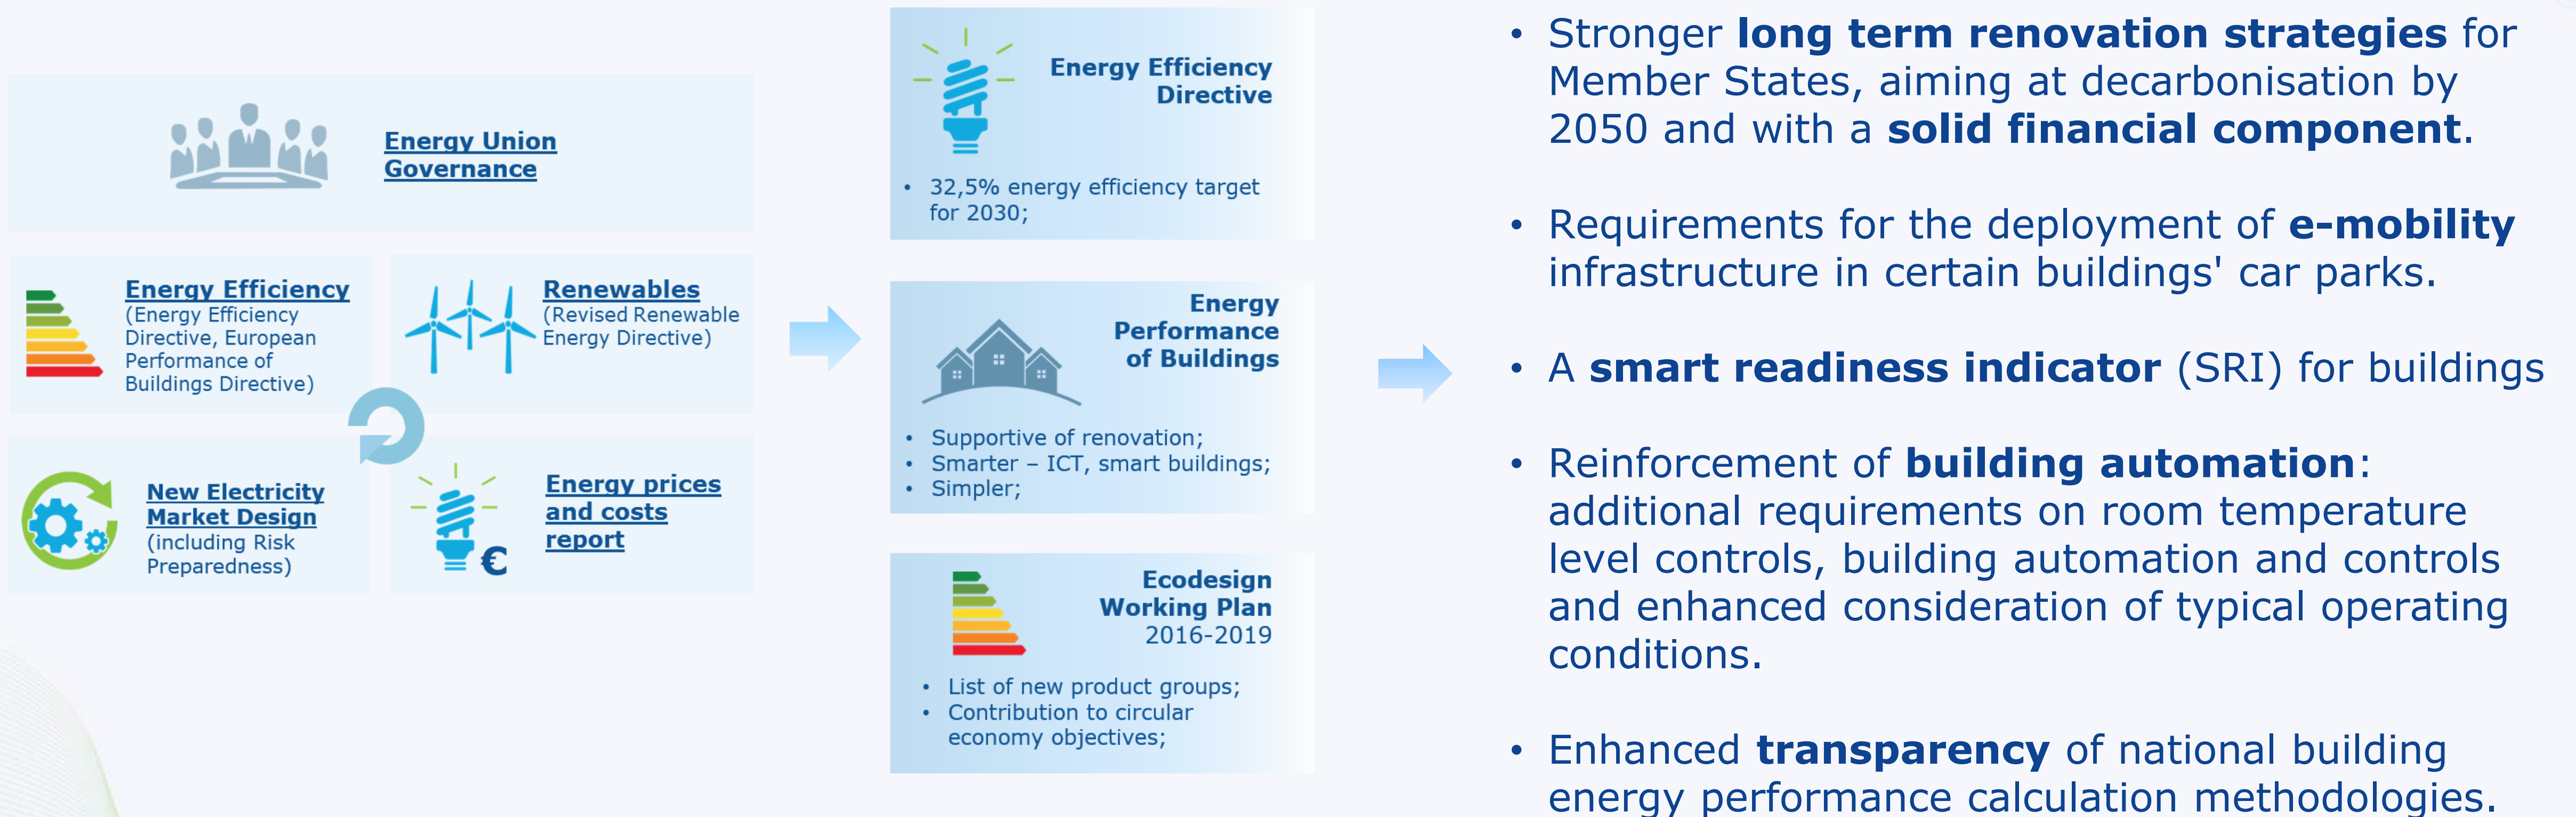 Energy Union
Governance
Energy Efficiency
(Energy Efficiency
Directive, European
Performance of
Buildings Directive)
Renewables
(Revised Renewable
Energy Directive)
New Electricity
Market Design
(including Risk
Preparedness)
€
Energy prices
and costs
report
Energy Efficiency
Directive
• 32,5% energy efficiency target
for 2030;
Energy
Performance
of Buildings
• Supportive of renovation;
• Smarter – ICT, smart buildings;
• Simpler;
Ecodesign
Working Plan
2016-2019
• List of new product groups;
• Contribution to circular
economy objectives;
• Stronger long term renovation strategies for
Member States, aiming at decarbonisation by
2050 and with a solid financial component.
• Requirements for the deployment of e-mobility
infrastructure in certain buildings' car parks.
• A smart readiness indicator (SRI) for buildings
• Reinforcement of building automation:
additional requirements on room temperature
level controls, building automation and controls
and enhanced consideration of typical operating
conditions.
• Enhanced transparency of national building
energy performance calculation methodologies.